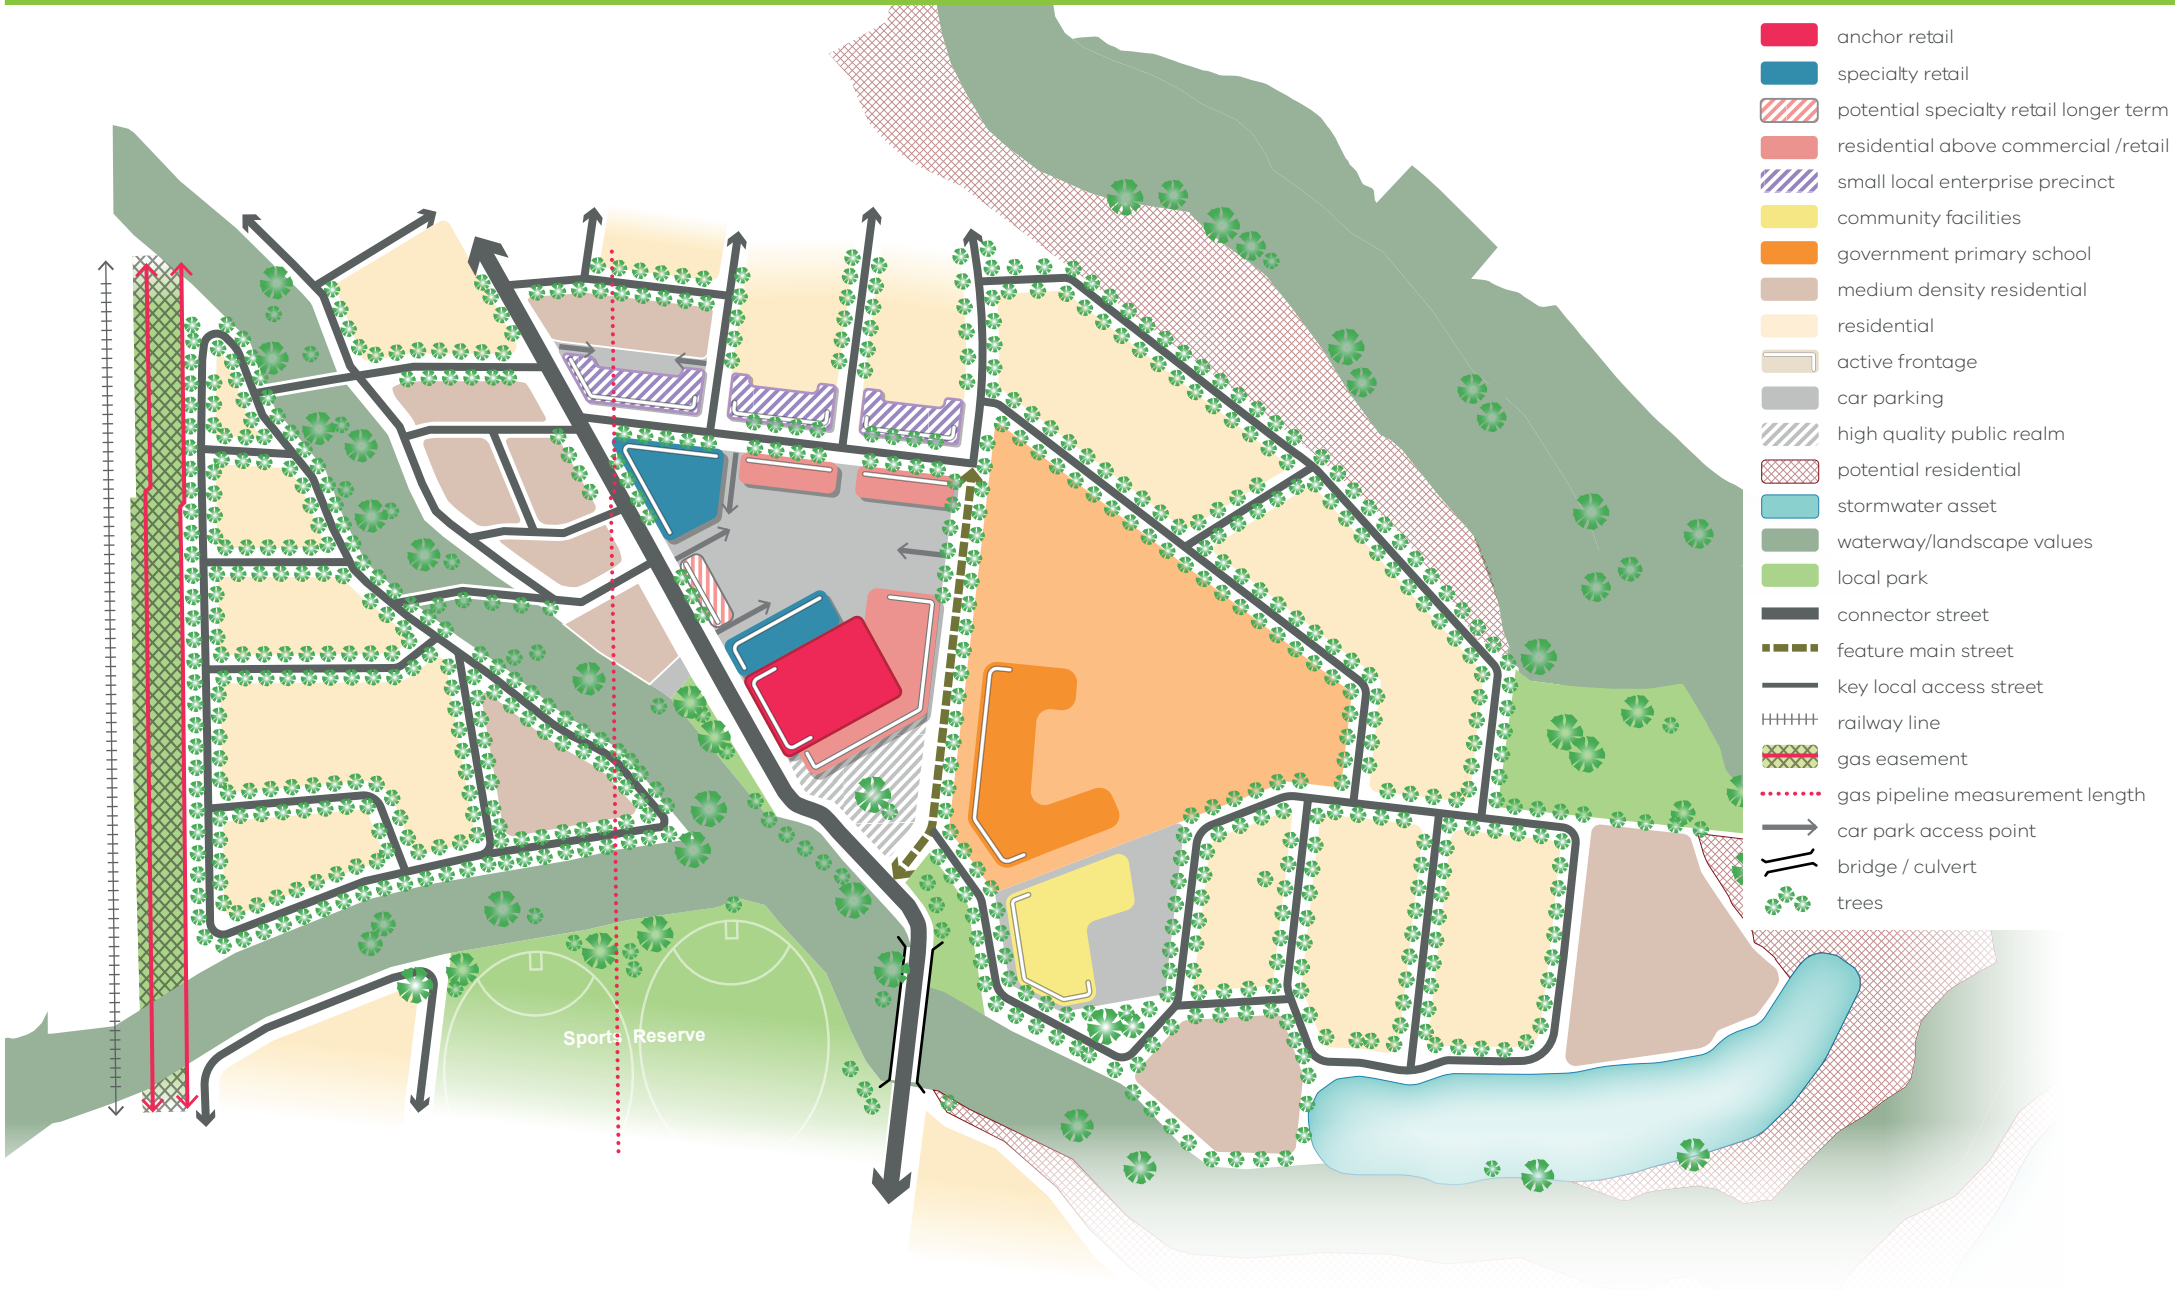 anchor retail
specialty retail
potential specialty retail longer term
residential above commercial /retail
small local enterprise precinct
community facilities
government primary school
medium density residential
residential
active frontage
car parking
high quality public realm
potential residential
stormwater asset
waterway/landscape values
local park
connector street
feature main street
key local access street
railway line
gas easement
gas pipeline measurement length
car park access point
bridge / culvert
trees
Sports Reserve